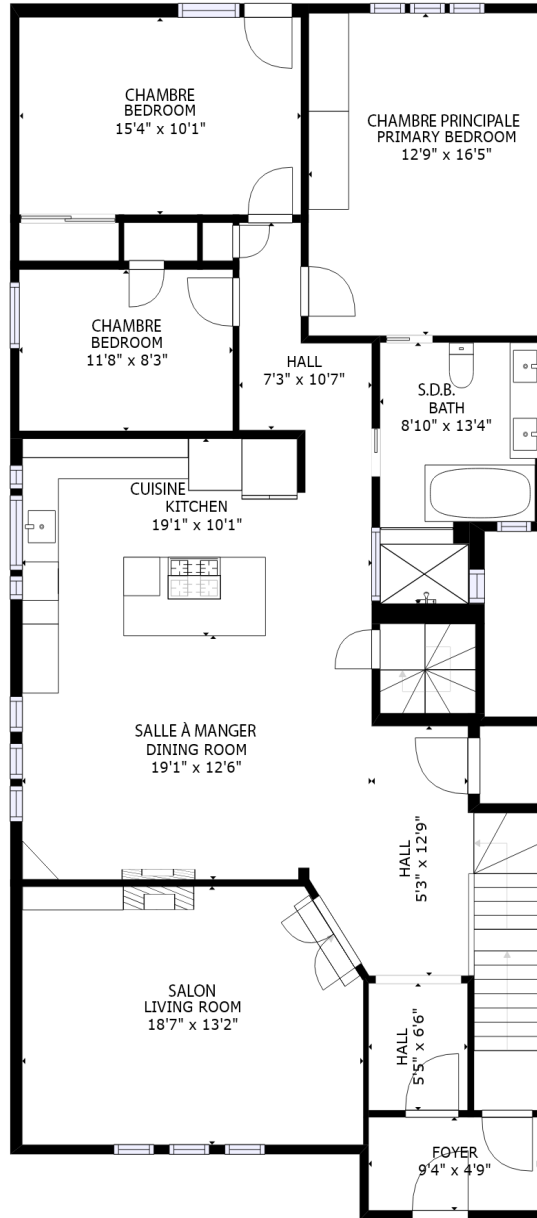 CHAMBRE
BEDROOM
15'4" x 10'1"
CHAMBRE PRINCIPALE
PRIMARY BEDROOM
12'9" x 16'5"
CHAMBRE
BEDROOM
11'8" x 8'3"
HALL
7'3" x 10'7"
S.D.B.
BATH
8'10" x 13'4"
CUISINE
KITCHEN
19'1" x 10'1"
SALLE À MANGER
DINING ROOM
19'1" x 12'6"
HALL
5'3" x 12'9"
SALON
LIVING ROOM
18'7" x 13'2"
HALL
5'5" x 6'6"
FOYER
9'4" x 4'9"